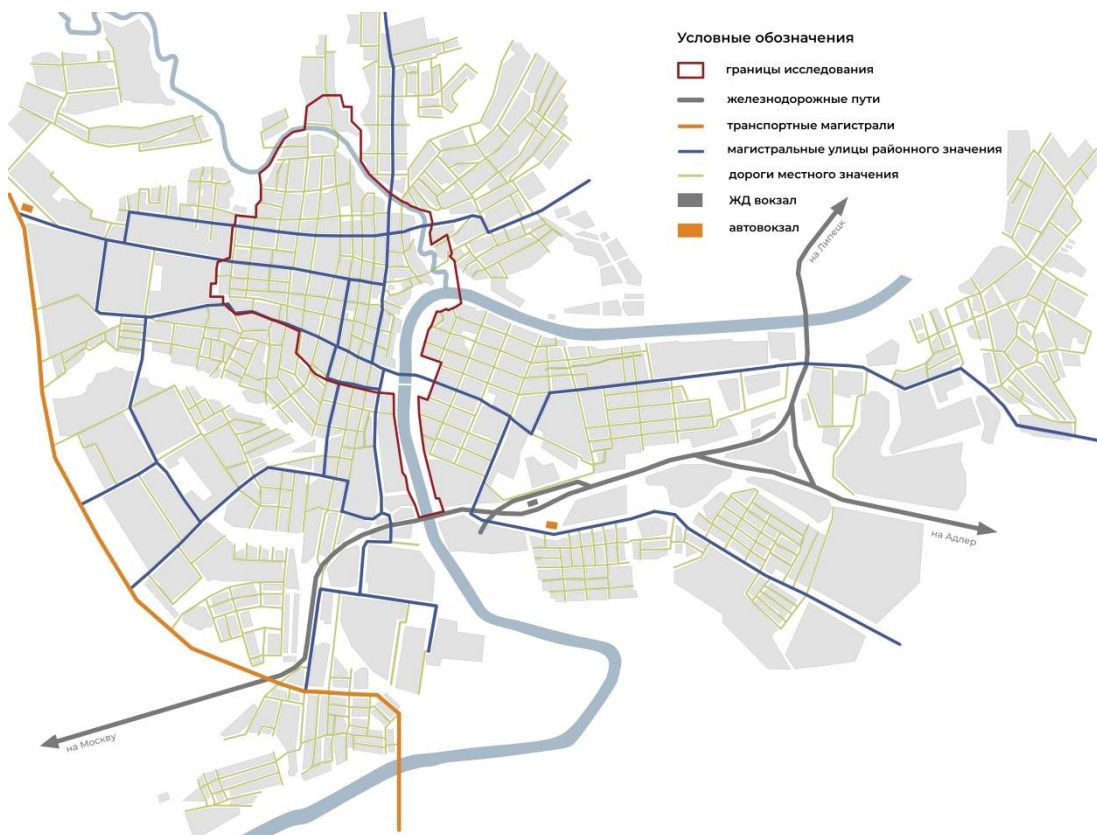 Условные обозначения
границы исследования
железнодорожные пути
транспортные магистрали
магистральные улицы районного значения
дороги местного значения
ЖД вокзал
автовокзал
на Липецк
на Адлер
на Москву